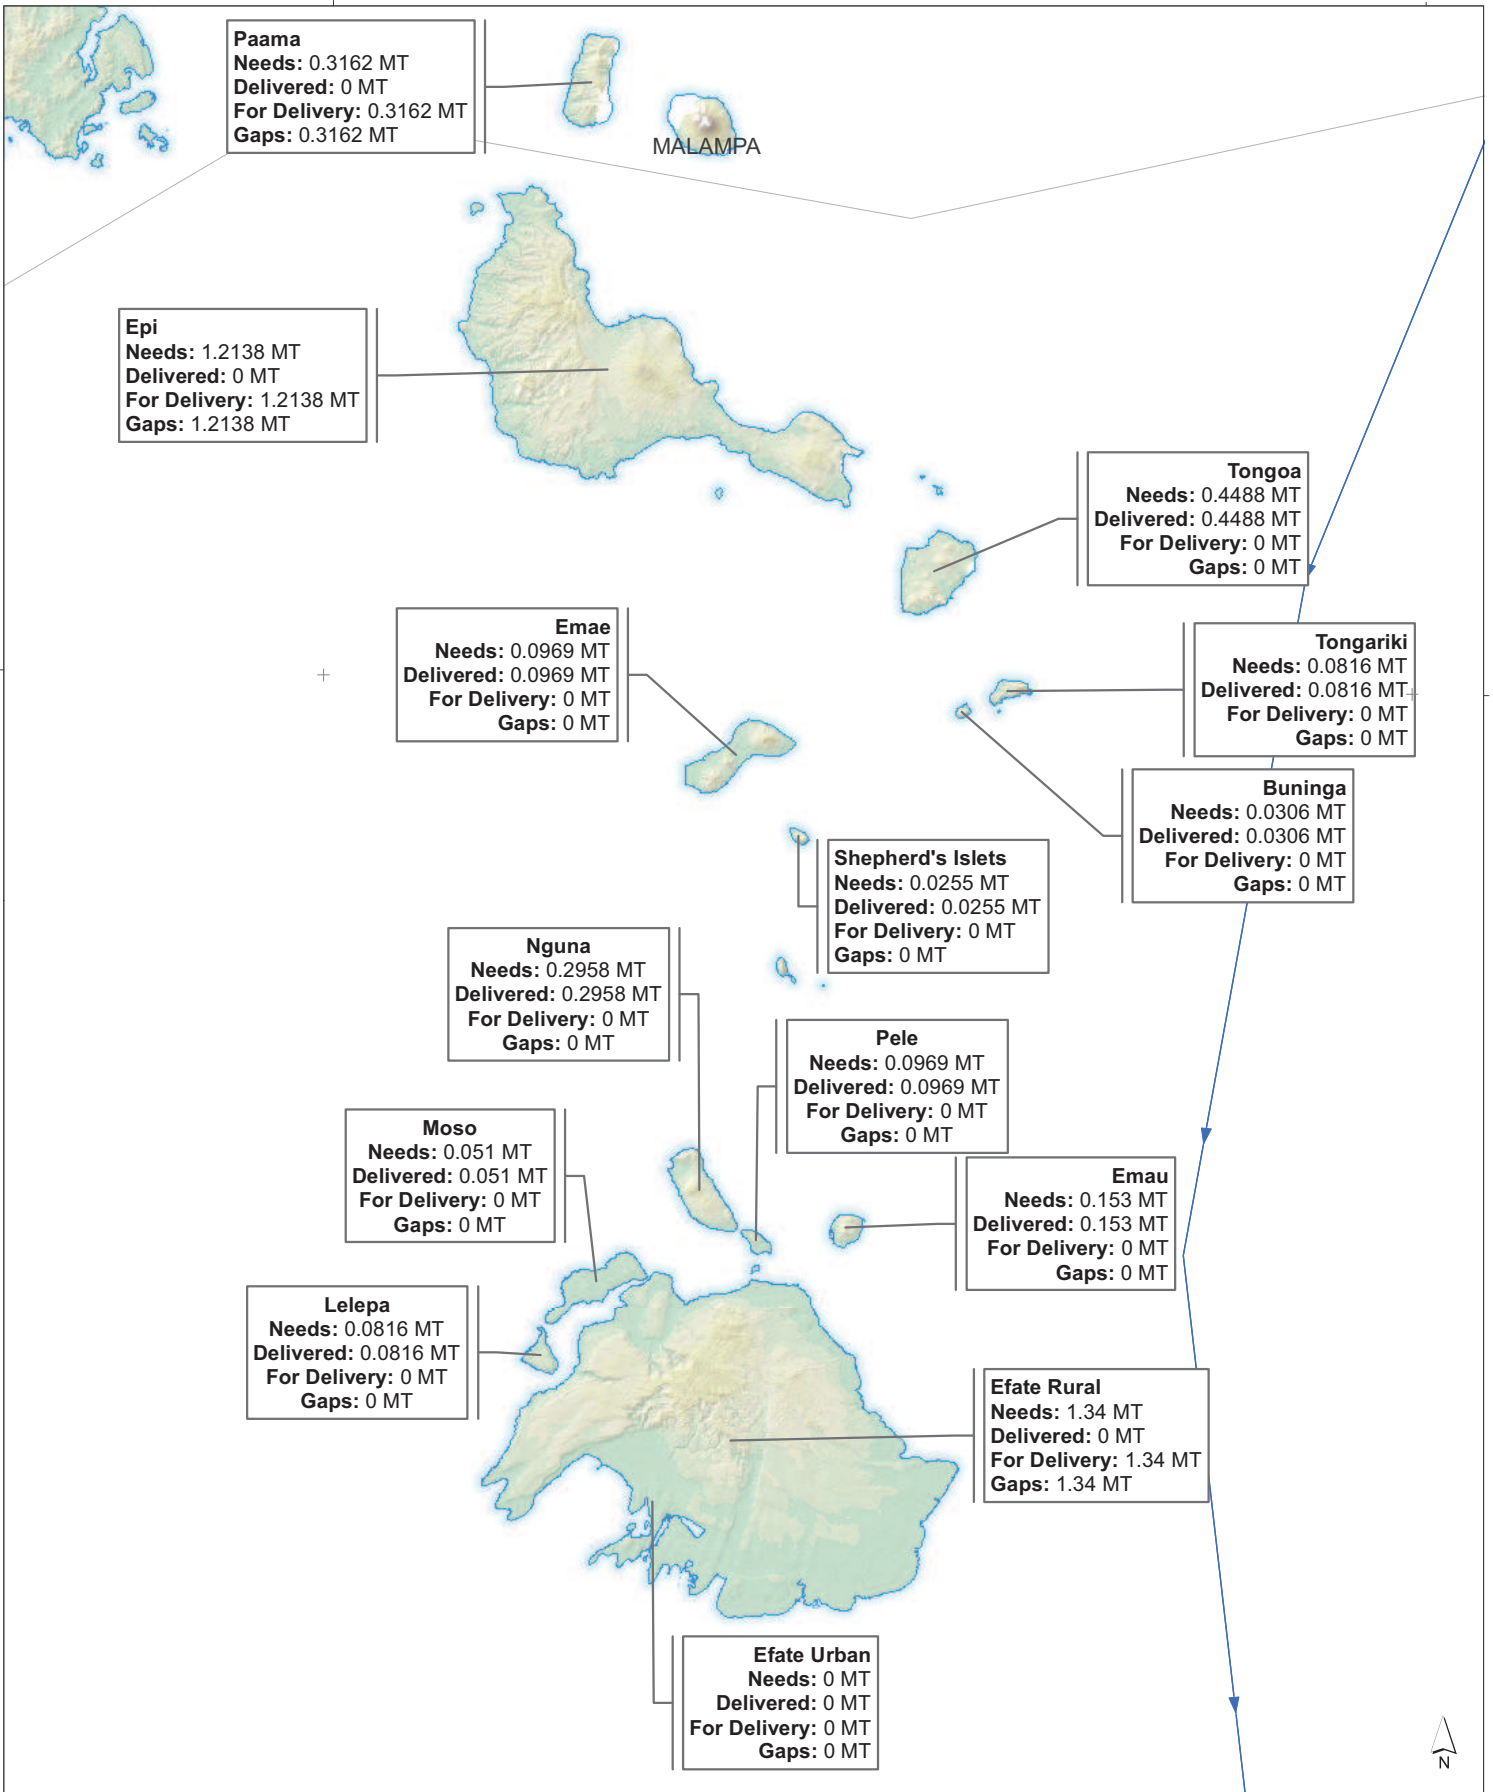 Paama
Needs: 0.3162 MT
Delivered: 0 MT
For Delivery: 0.3162 MT
Gaps: 0.3162 MT
MALAMPA
Epi
Needs: 1.2138 MT
Delivered: 0 MT
For Delivery: 1.2138 MT
Gaps: 1.2138 MT
Tongoa
Needs: 0.4488 MT
Delivered: 0.4488 MT
For Delivery: 0 MT
Gaps: 0 MT
Emae
Needs: 0.0969 MT
Delivered: 0.0969 MT
For Delivery: 0 MT
Gaps: 0 MT
Tongariki
Needs: 0.0816 MT
Delivered: 0.0816 MT
For Delivery: 0 MT
Gaps: 0 MT
Buninga
Needs: 0.0306 MT
Delivered: 0.0306 MT
For Delivery: 0 MT
Gaps: 0 MT
Shepherd's Islets
Needs: 0.0255 MT
Delivered: 0.0255 MT
For Delivery: 0 MT
Gaps: 0 MT
Nguna
Needs: 0.2958 MT
Delivered: 0.2958 MT
For Delivery: 0 MT
Gaps: 0 MT
Pele
Needs: 0.0969 MT
Delivered: 0.0969 MT
For Delivery: 0 MT
Gaps: 0 MT
Moso
Needs: 0.051 MT
Delivered: 0.051 MT
For Delivery: 0 MT
Gaps: 0 MT
Emau
Needs: 0.153 MT
Delivered: 0.153 MT
For Delivery: 0 MT
Gaps: 0 MT
Lelepa
Needs: 0.0816 MT
Delivered: 0.0816 MT
For Delivery: 0 MT
Gaps: 0 MT
Efate Rural
Needs: 1.34 MT
Delivered: 0 MT
For Delivery: 1.34 MT
Gaps: 1.34 MT
Efate Urban
Needs: 0 MT
Delivered: 0 MT
For Delivery: 0 MT
Gaps: 0 MT
N